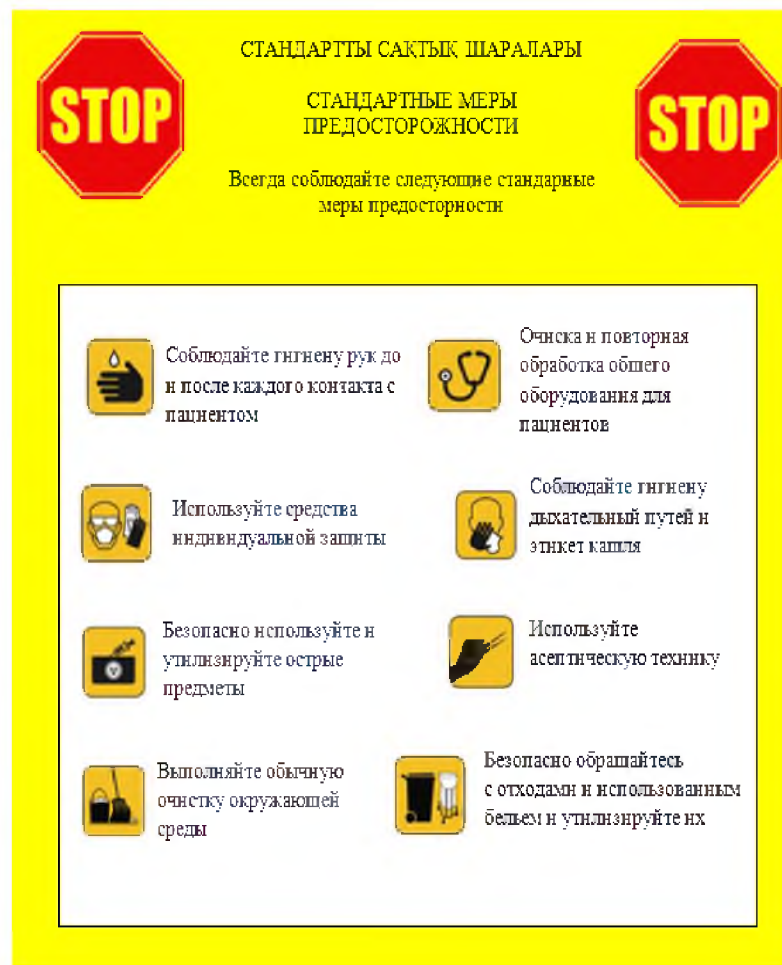 STOP
СТАНДАРТТЫ САҚТЫҚ ШАРАЛАРЫ
СТАНДАРТНЫЕ МЕРЫ
ПРЕДОСТОРОЖНОСТИ
Всегда соблюдайте следующие стандарные
меры предосторности
STOP
Соблюдайте гигиену рук до
и после каждого контакта с
пациентом
Очиска и повторная
обработка общего
оборудования для
пациентов
Используйте средства
индивидуальной защиты
Соблюдайте гигиену
дыхательный путей и
этикет кашля
Безопасно используйте и
утилизируйте острые
предметы
Используйте
асептическую технику
Выполняйте обычную
очистку окружающей
среды
Безопасно обращайтесь
с отходами и использованным
бельем и утилизируйте их